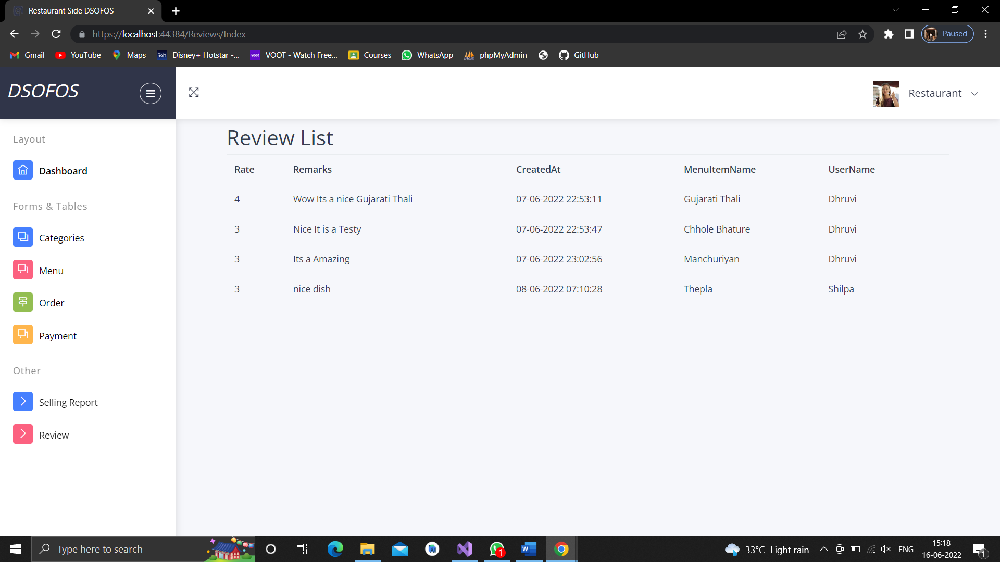 Restaurant Side DSOFOS
https://localhost:44384/Reviews/Index
Paused
Gmail YouTube Maps Disney+ Hotstar -... VOOT - Watch Free... Courses WhatsApp phpMyAdmin GitHub
DSOFOS
Restaurant
Layout
Dashboard
Forms & Tables
Categories
Menu
Order
Payment
Other
Selling Report
Review
Review List
Rate Remarks CreatedAt MenuItemName UserName
4 Wow Its a nice Gujarati Thali 07-06-2022 22:53:11 Gujarati Thali Dhruvi
3 Nice It is a Testy 07-06-2022 22:53:47 Chhole Bhature Dhruvi
3 Its a Amazing 07-06-2022 23:02:56 Manchuriyan Dhruvi
3 nice dish 08-06-2022 07:10:28 Thepla Shilpa
Type here to search
1
33°C Light rain
ENG
15:18
16-06-2022
1